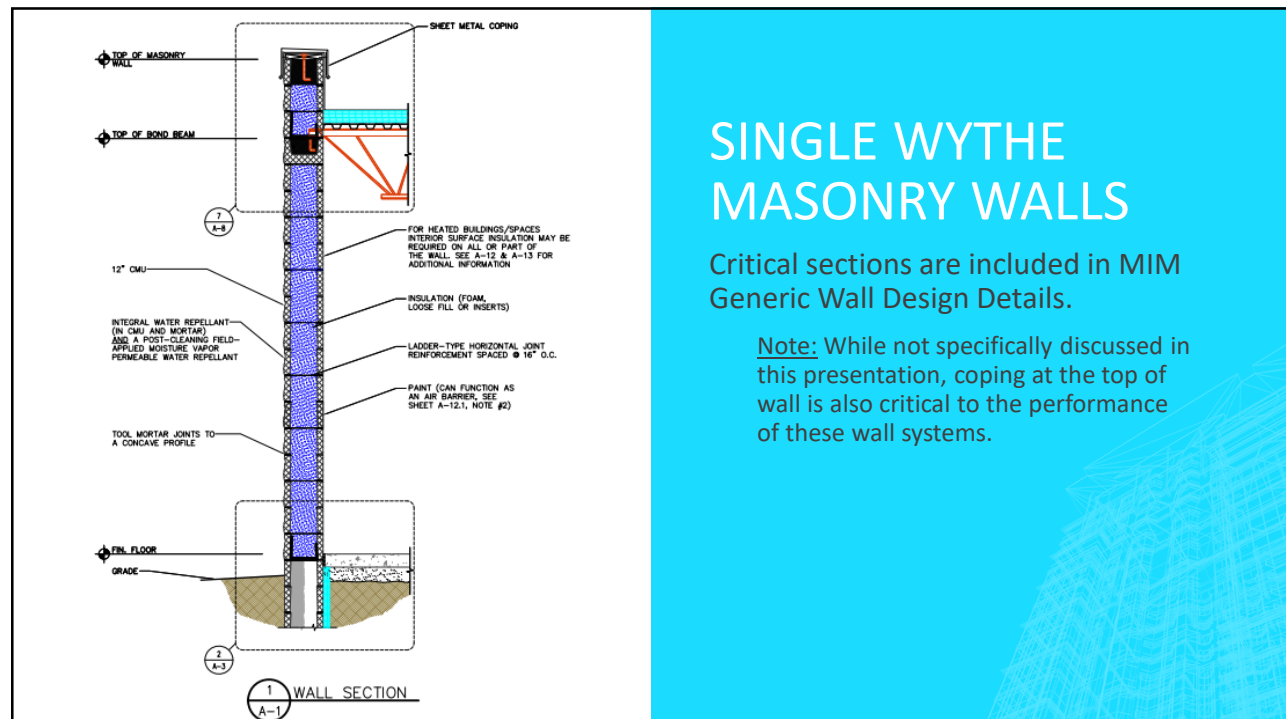 SHEET METAL COPING
TOP OF MASONRY
WALL
TOP OF BOND BEAM
7
A-8
FOR HEATED BUILDINGS/SPACES
INTERIOR SURFACE INSULATION MAY BE
REQUIRED ON ALL OR PART OF
THE WALL. SEE A-12 & A-13 FOR
ADDITIONAL INFORMATION
12" CMU
INSULATION (FOAM,
LOOSE FILL OR INSERTS)
INTEGRAL WATER REPELLANT
(IN CMU AND MORTAR)
AND A POST-CLEANING FIELD-
APPLIED MOISTURE VAPOR
PERMEABLE WATER REPELLANT
LADDER-TYPE HORIZONTAL JOINT
REINFORCEMENT SPACED @ 16" O.C.
PAINT (CAN FUNCTION AS
AN AIR BARRIER, SEE
SHEET A-12.1, NOTE #2)
TOOL MORTAR JOINTS TO
A CONCAVE PROFILE
FIN. FLOOR
GRADE
2
A-3
1
A-1
WALL SECTION
SINGLE WYTHE
MASONRY WALLS
Critical sections are included in MIM
Generic Wall Design Details.
Note: While not specifically discussed in
this presentation, coping at the top of
wall is also critical to the performance
of these wall systems.